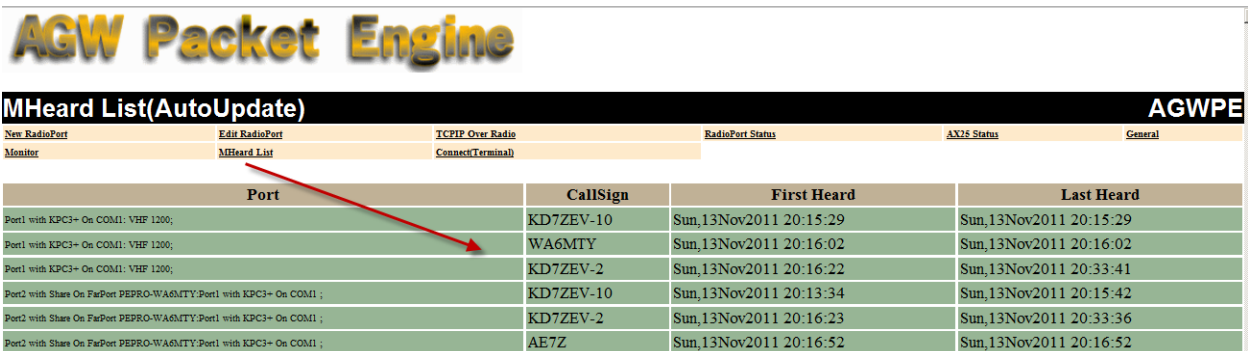 AGW Packet Engine
MHeard List(AutoUpdate) AGWPE
New RadioPort Edit RadioPort TCPIP Over Radio RadioPort Status AX25 Status General
Monitor MHeard List Connect(Terminal)
Port CallSign First Heard Last Heard
Port1 with KPC3+ On COM1: VHF 1200; KD7ZEV-10 Sun,13Nov2011 20:15:29 Sun,13Nov2011 20:15:29
Port1 with KPC3+ On COM1: VHF 1200; WA6MTY Sun,13Nov2011 20:16:02 Sun,13Nov2011 20:16:02
Port1 with KPC3+ On COM1: VHF 1200; KD7ZEV-2 Sun,13Nov2011 20:16:22 Sun,13Nov2011 20:33:41
Port2 with Share On FarPort PEPRO-WA6MTY:Port1 with KPC3+ On COM1 ; KD7ZEV-10 Sun,13Nov2011 20:13:34 Sun,13Nov2011 20:15:42
Port2 with Share On FarPort PEPRO-WA6MTY:Port1 with KPC3+ On COM1 ; KD7ZEV-2 Sun,13Nov2011 20:16:23 Sun,13Nov2011 20:33:36
Port2 with Share On FarPort PEPRO-WA6MTY:Port1 with KPC3+ On COM1 ; AE7Z Sun,13Nov2011 20:16:52 Sun,13Nov2011 20:16:52